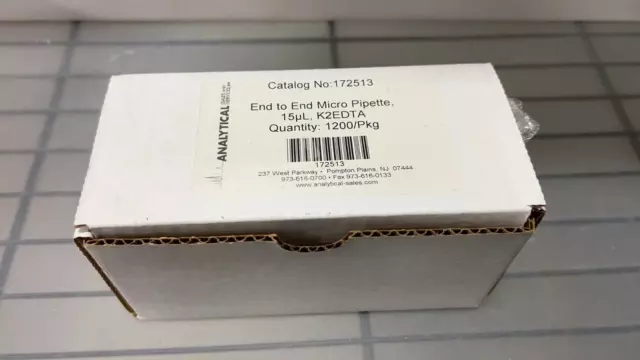 Catalog No:172513
ANALYTICAL
End to End Micro Pipette,
15µL, K2EDTA
Quantity: 1200/Pkg
172513
237 West Parkway • Pompton Plains, NJ 07444
973-616-0700 • Fax 973-616-0133
www.analytical-sales.com